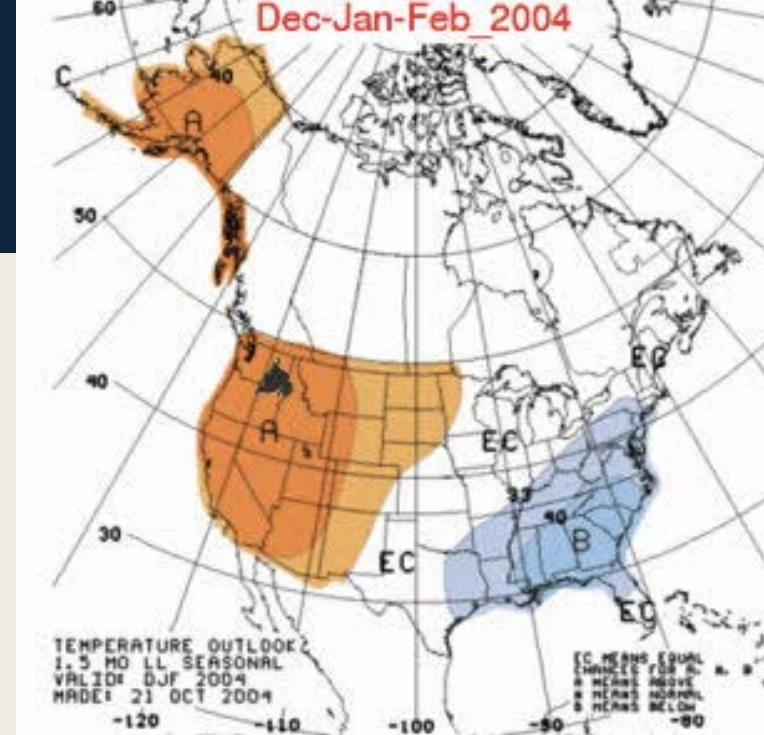 Dec-Jan-Feb_2004
60
C
40
A
50
EC
40
A
EC
33
40
B
30
EC
EC
TEMPERATURE OUTLOOK
1.5 MO LL SEASONAL
VALID: DJF 2004
MADE: 21 OCT 2004
EC MEANS EQUAL
CHANCES FOR A, N, B
A MEANS ABOVE
N MEANS NORMAL
B MEANS BELOW
-120
-110
-100
-90
-80